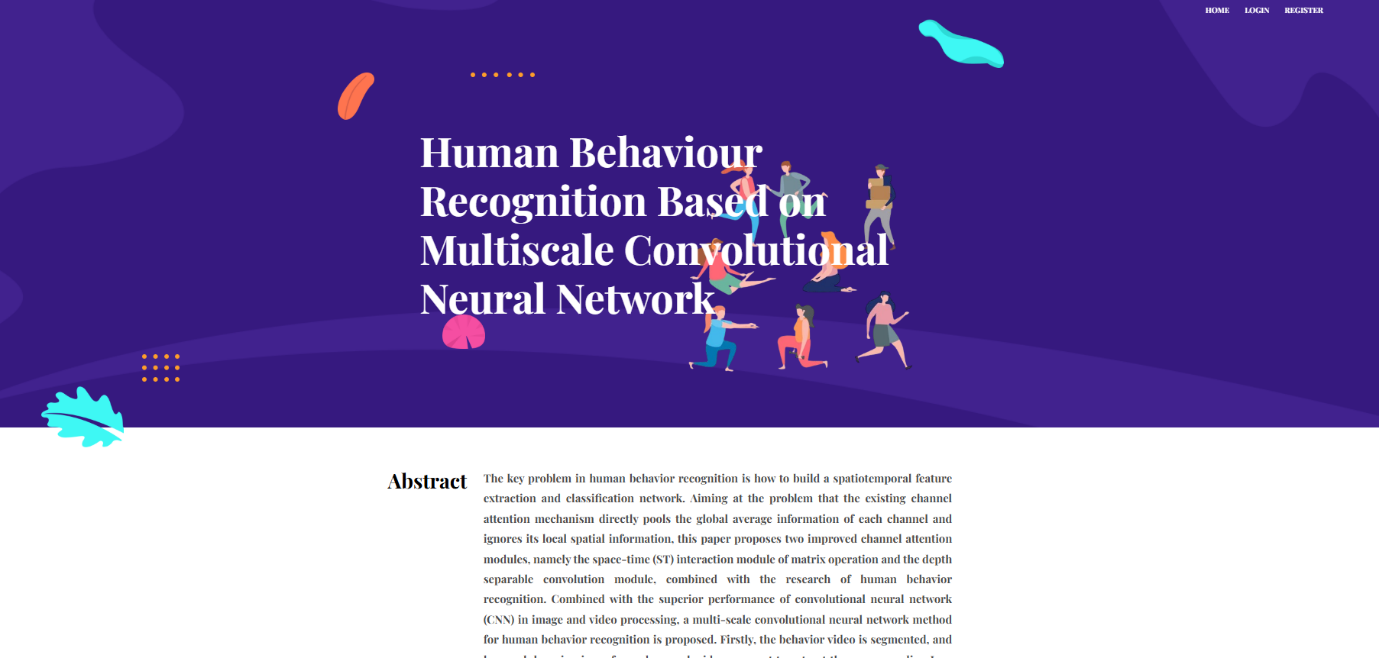 HOME LOGIN REGISTER
Human Behaviour
Recognition Based on
Multiscale Convolutional
Neural Network
Abstract
The key problem in human behavior recognition is how to build a spatiotemporal feature
extraction and classification network. Aiming at the problem that the existing channel
attention mechanism directly pools the global average information of each channel and
ignores its local spatial information, this paper proposes two improved channel attention
modules, namely the space-time (ST) interaction module of matrix operation and the depth
separable convolution module, combined with the research of human behavior
recognition. Combined with the superior performance of convolutional neural network
(CNN) in image and video processing, a multi-scale convolutional neural network method
for human behavior recognition is proposed. Firstly, the behavior video is segmented, and